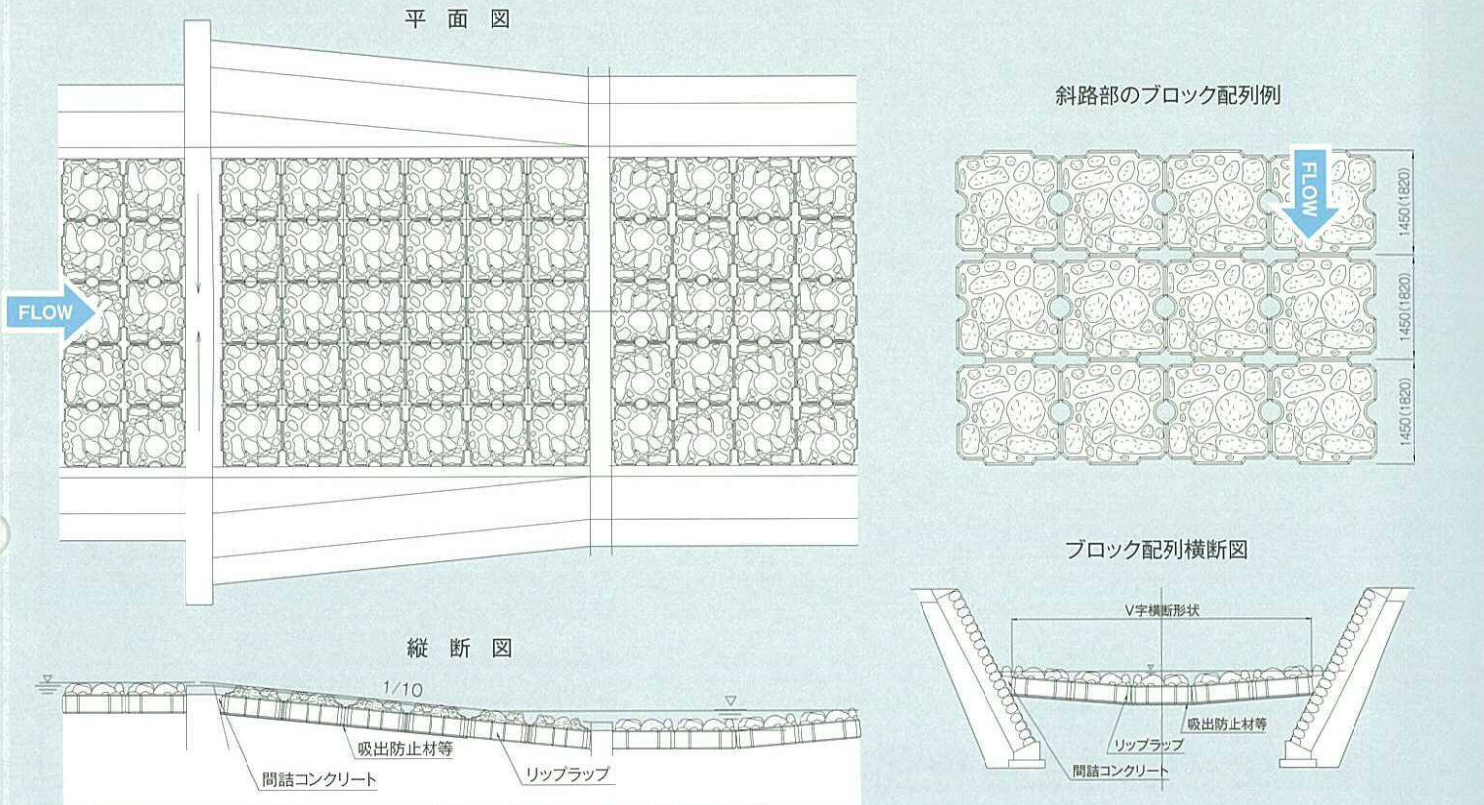 平面図
FLOW
縦断図
1/10
吸出防止材等
間詰コンクリート
リップラップ
斜路部のブロック配列例
FLOW
1450(1820)
1450(1820)
1450(1820)
ブロック配列横断図
V字横断形状
吸出防止材等
リップラップ
間詰コンクリート